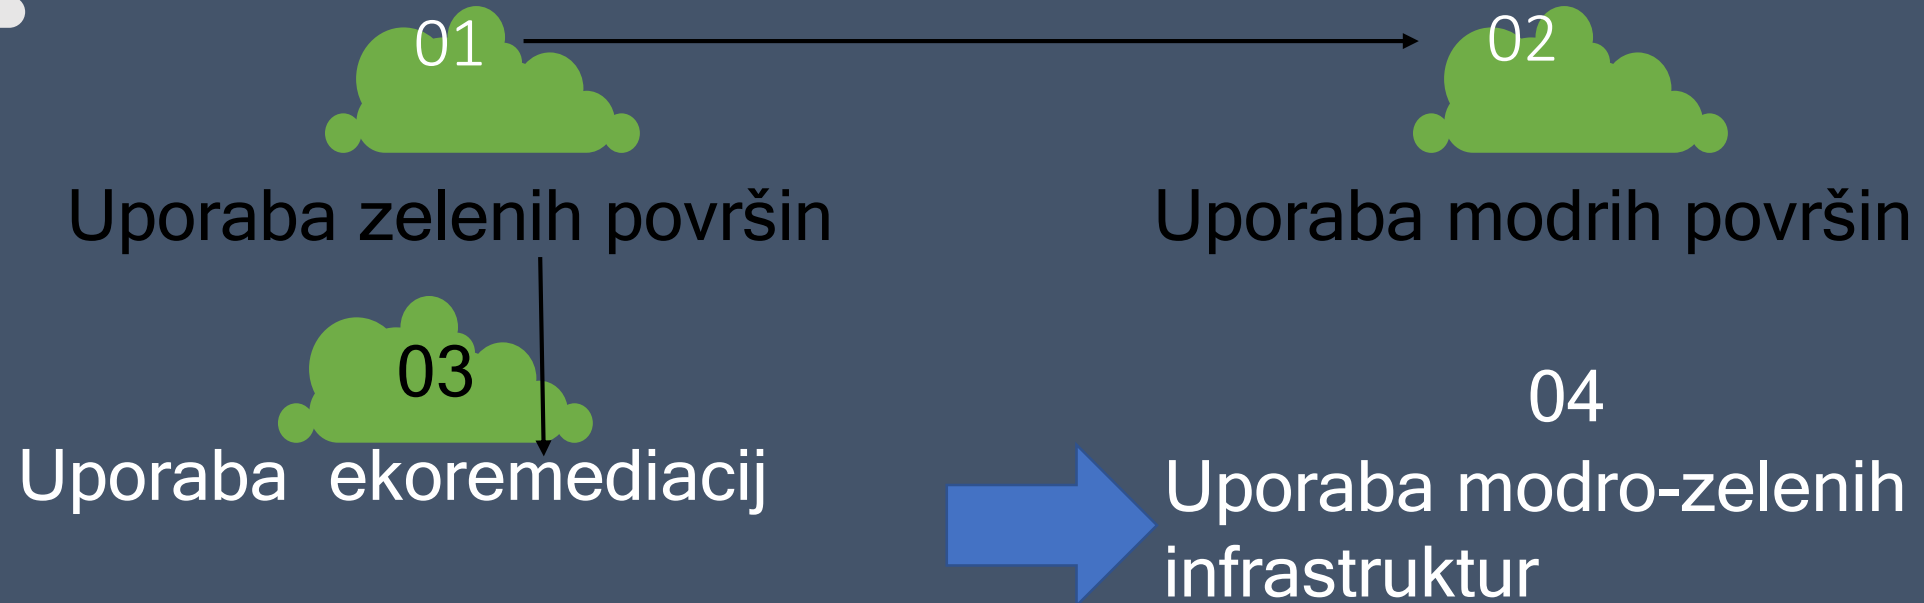 01
02
Uporaba zelenih površin
Uporaba modrih površin
03
Uporaba ekoremediacij
04
Uporaba modro-zelenih
infrastruktur